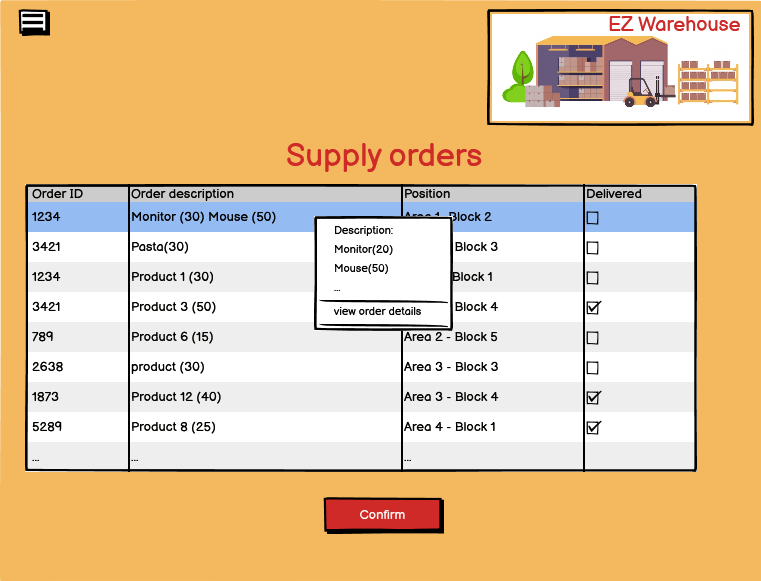 EZ Warehouse
Supply orders
Order ID Order description Position Delivered
1234 Monitor (30) Mouse (50) Area 1- Block 2
3421 Pasta(30) Block 3
1234 Product 1 (30) Block 1
3421 Product 3 (50) Block 4
789 Product 6 (15) Area 2 - Block 5
2638 product (30) Area 3 - Block 3
1873 Product 12 (40) Area 3 - Block 4
5289 Product 8 (25) Area 4 - Block 1
... ... ...
Description:
Monitor(20)
Mouse(50)
...
view order details
Confirm